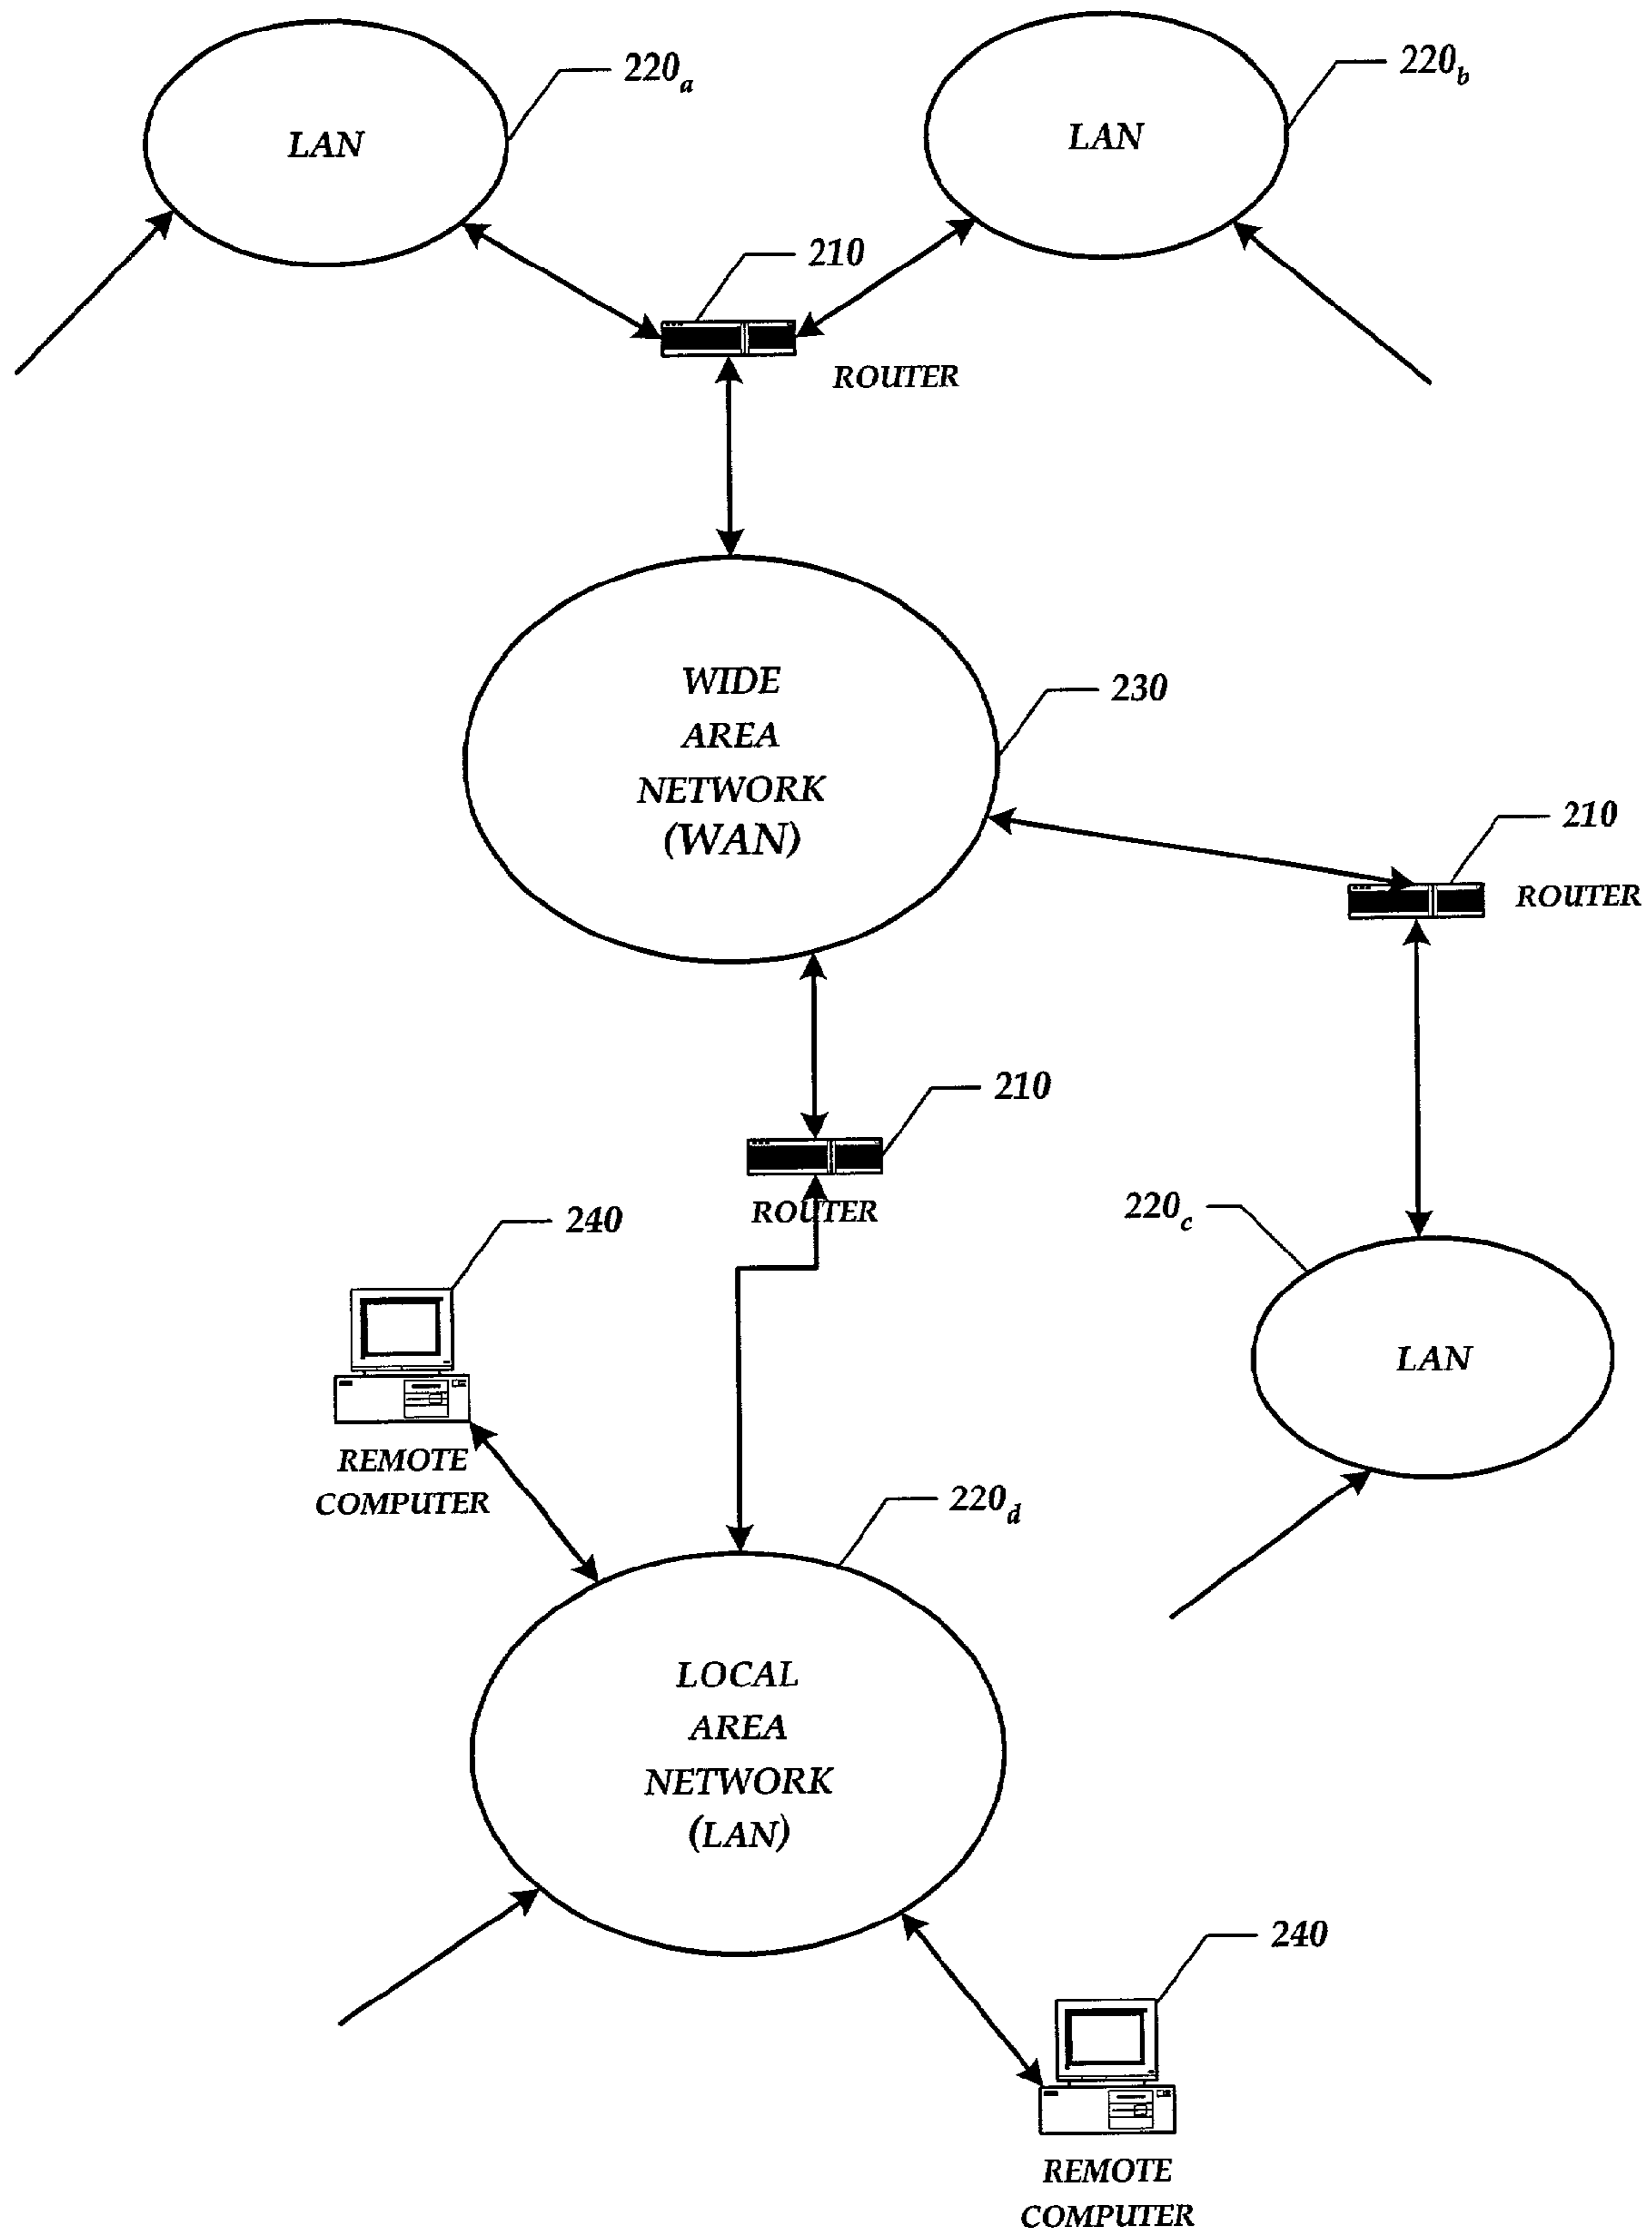 220a
220b
LAN
LAN
210
ROUTER
WIDE
AREA
NETWORK
(WAN)
230
210
ROUTER
210
ROUTER
240
220c
REMOTE
COMPUTER
LAN
220d
LOCAL
AREA
NETWORK
(LAN)
240
REMOTE
COMPUTER